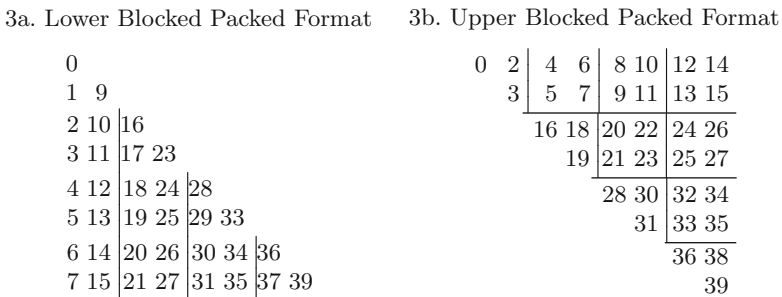 3a. Lower Blocked Packed Format
0
1 9
2 10 16
3 11 17 23
4 12 18 24 28
5 13 19 25 29 33
6 14 20 26 30 34 36
7 15 21 27 31 35 37 39
3b. Upper Blocked Packed Format
0 2 4 6 8 10 12 14
3 5 7 9 11 13 15
16 18 20 22 24 26
19 21 23 25 27
28 30 32 34
31 33 35
36 38
39